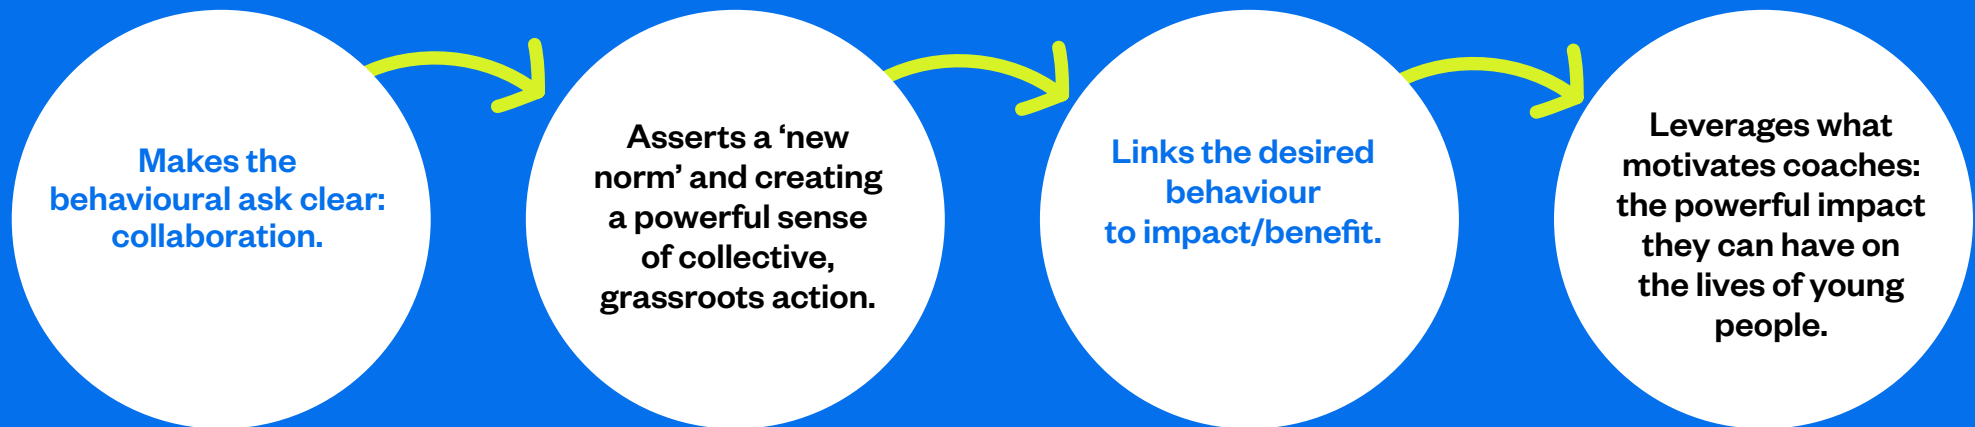 Makes the
behavioural ask clear:
collaboration.
Asserts a ‘new
norm’ and creating
a powerful sense
of collective,
grassroots action.
Links the desired
behaviour
to impact/benefit.
Leverages what
motivates coaches:
the powerful impact
they can have on
the lives of young
people.